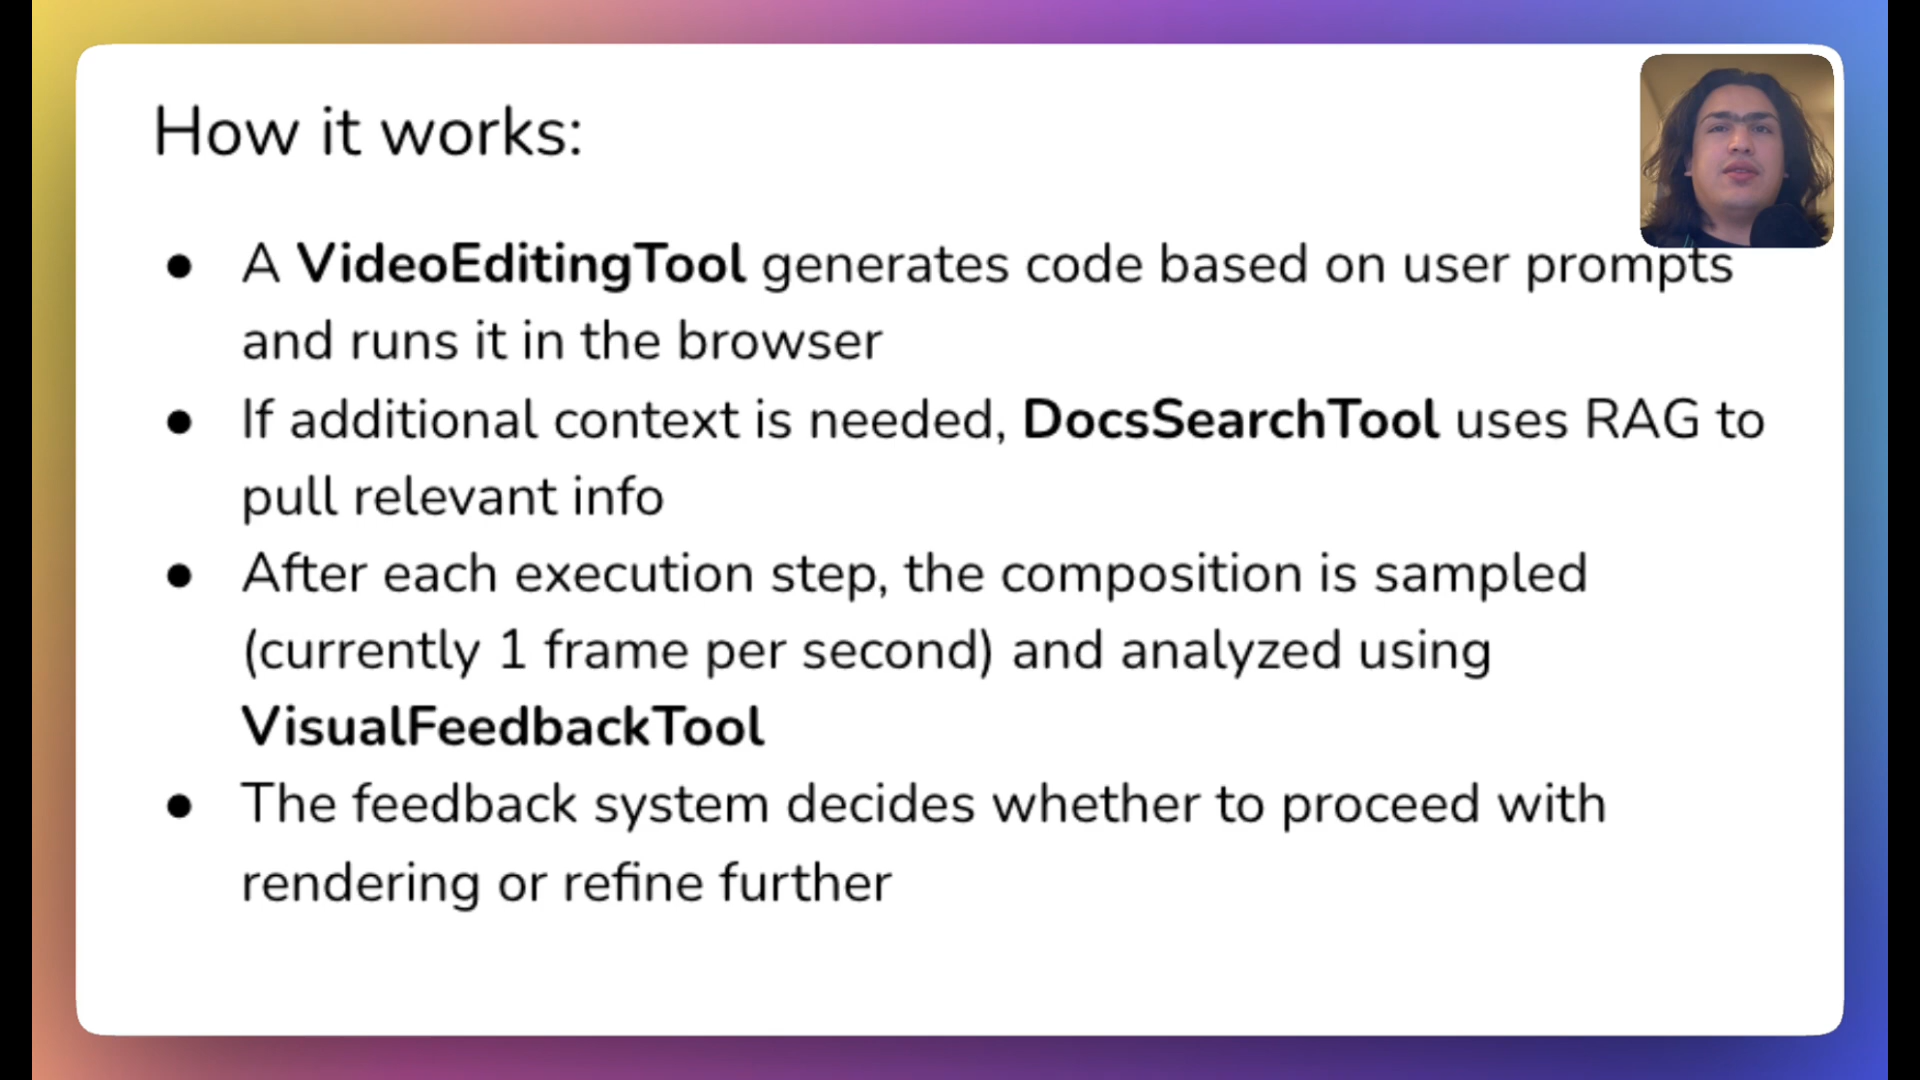 How it works:
● A VideoEditingTool generates code based on user prompts
and runs it in the browser
● If additional context is needed, DocsSearchTool uses RAG to
pull relevant info
● After each execution step, the composition is sampled
(currently 1 frame per second) and analyzed using
VisualFeedbackTool
● The feedback system decides whether to proceed with
rendering or refine further